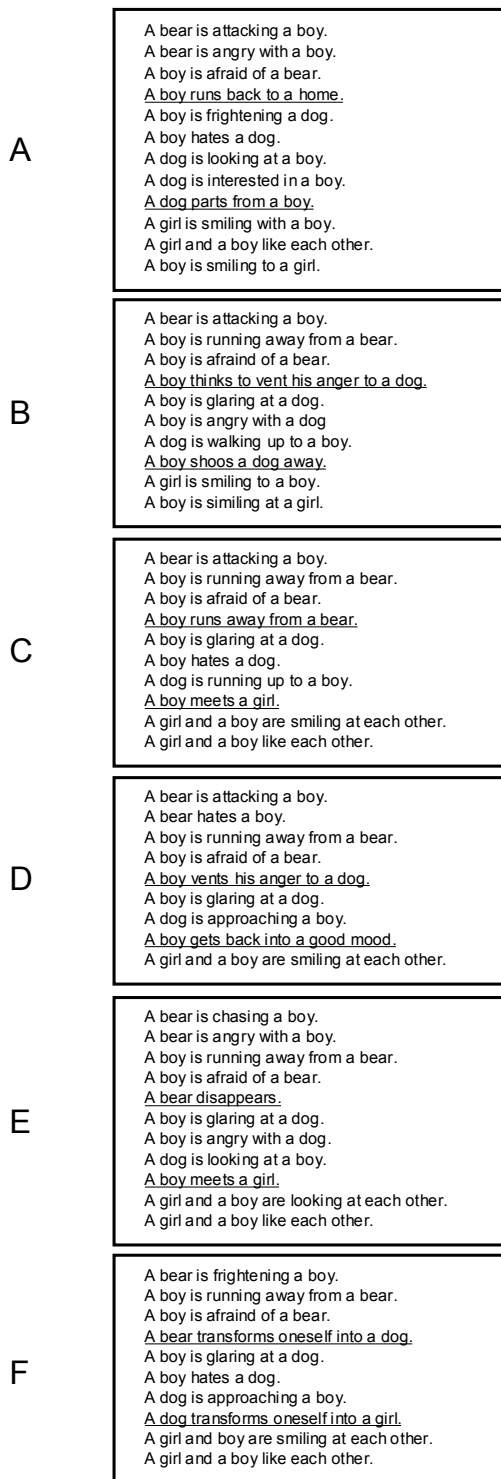 A
A bear is attacking a boy.
A bear is angry with a boy.
A boy is afraid of a bear.
A boy runs back to a home.
A boy is frightening a dog.
A boy hates a dog.
A dog is looking at a boy.
A dog is interested in a boy.
A dog parts from a boy.
A girl is smiling with a boy.
A girl and a boy like each other.
A boy is smiling to a girl.
B
A bear is attacking a boy.
A boy is running away from a bear.
A boy is afraind of a bear.
A boy thinks to vent his anger to a dog.
A boy is glaring at a dog.
A boy is angry with a dog
A dog is walking up to a boy.
A boy shoos a dog away.
A girl is smiling to a boy.
A boy is similing at a girl.
C
A bear is attacking a boy.
A boy is running away from a bear.
A boy is afraid of a bear.
A boy runs away from a bear.
A boy is glaring at a dog.
A boy hates a dog.
A dog is running up to a boy.
A boy meets a girl.
A girl and a boy are smiling at each other.
A girl and a boy like each other.
D
A bear is attacking a boy.
A bear hates a boy.
A boy is running away from a bear.
A boy is afraid of a bear.
A boy vents his anger to a dog.
A boy is glaring at a dog.
A dog is approaching a boy.
A boy gets back into a good mood.
A girl and a boy are smiling at each other.
E
A bear is chasing a boy.
A bear is angry with a boy.
A boy is running away from a bear.
A boy is afraid of a bear.
A bear disappears.
A boy is glaring at a dog.
A boy is angry with a dog.
A dog is looking at a boy.
A boy meets a girl.
A girl and a boy are looking at each other.
A girl and a boy like each other.
F
A bear is frightening a boy.
A boy is running away from a bear.
A boy is afraind of a bear.
A bear transforms oneself into a dog.
A boy is glaring at a dog.
A boy hates a dog.
A dog is approaching a boy.
A dog transforms oneself into a girl.
A girl and boy are smiling at each other.
A girl and a boy like each other.